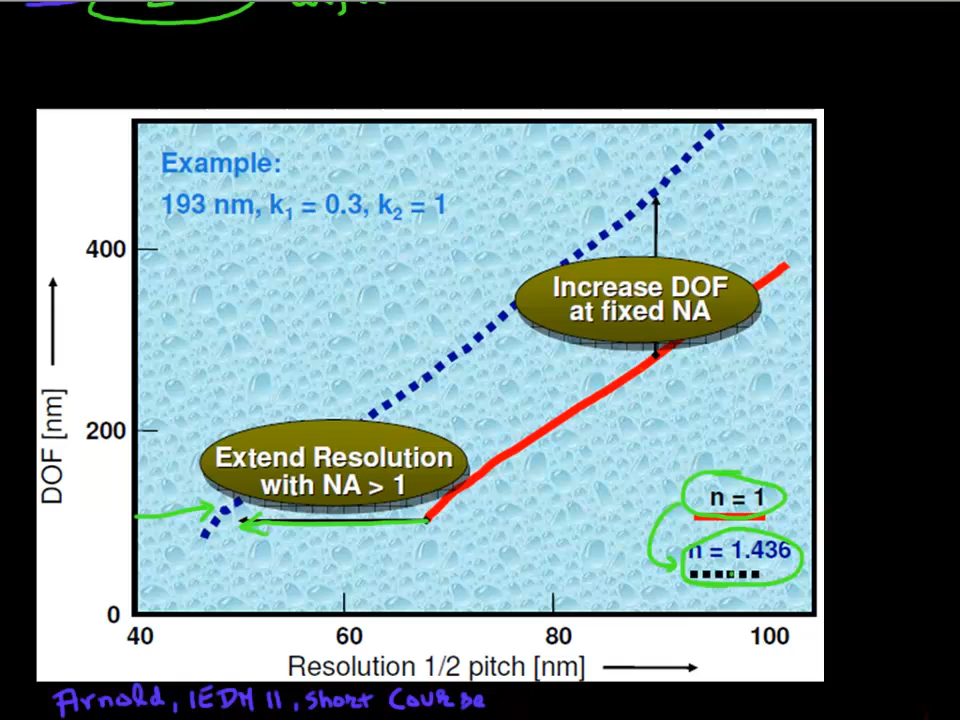 Example:
193 nm, k₁ = 0.3, k₂ = 1
400
Increase DOF
at fixed NA
200
Extend Resolution
with NA > 1
n = 1
n = 1.436
0
DOF [nm]
40 60 80 100
Resolution 1/2 pitch [nm]
Arnold, IEDM 11, short Course